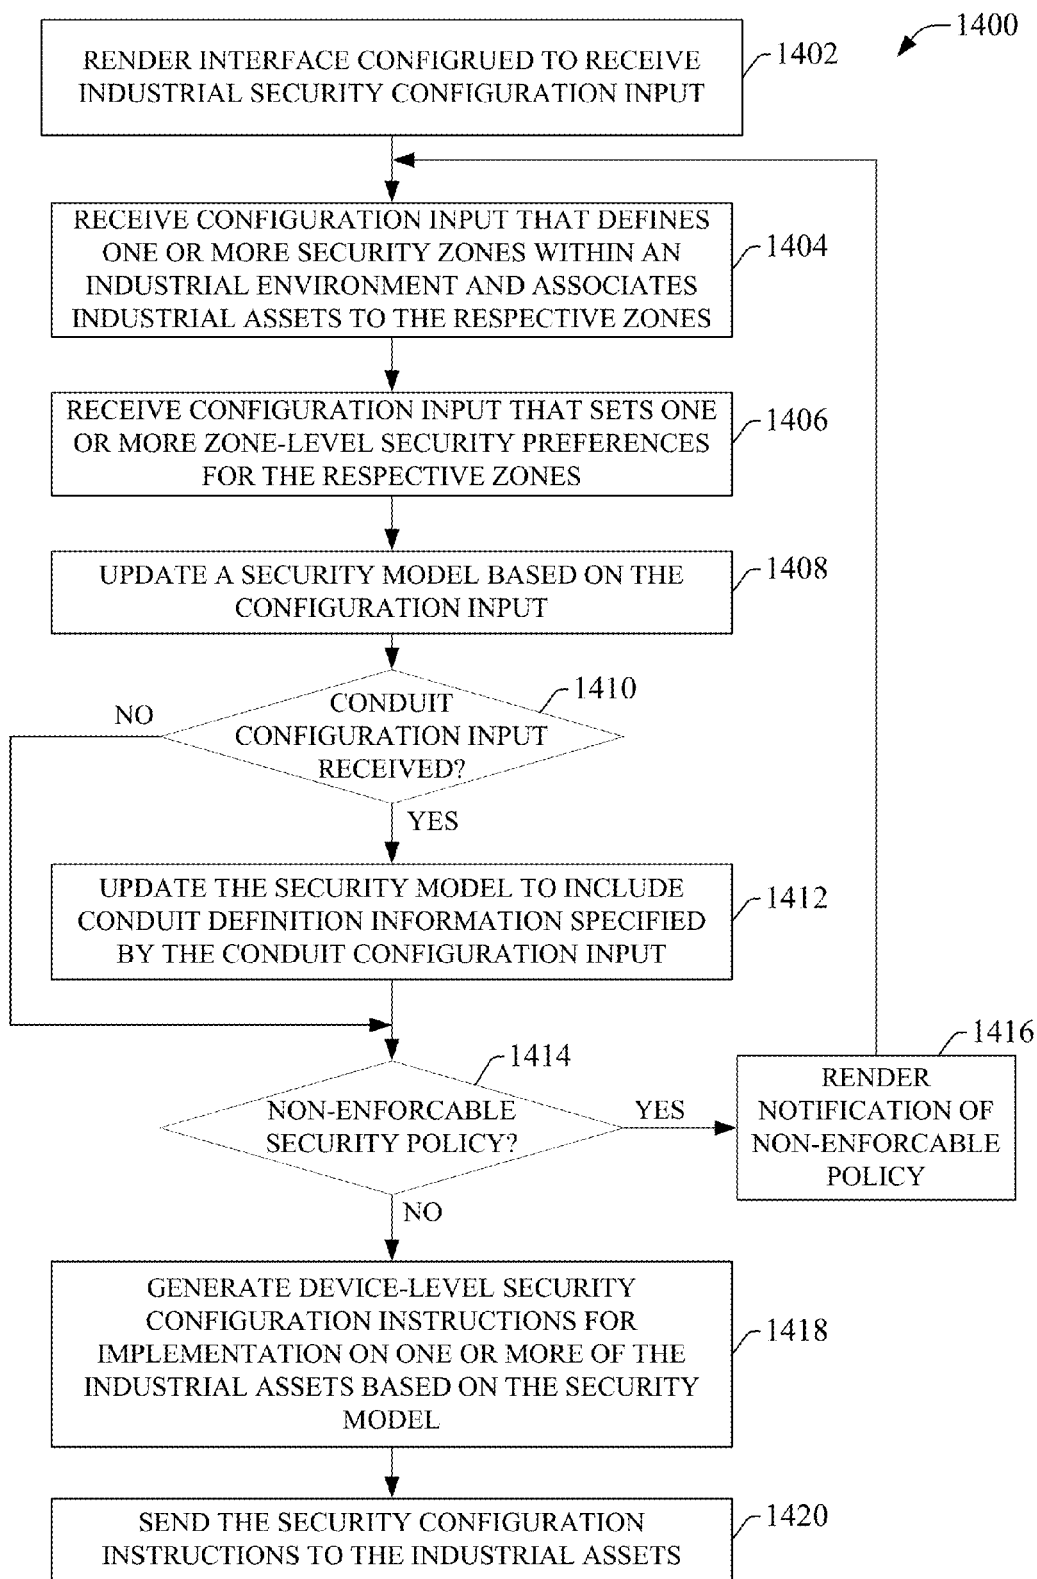 1400
RENDER INTERFACE CONFIGRUED TO RECEIVE
INDUSTRIAL SECURITY CONFIGURATION INPUT
1402
RECEIVE CONFIGURATION INPUT THAT DEFINES
ONE OR MORE SECURITY ZONES WITHIN AN
INDUSTRIAL ENVIRONMENT AND ASSOCIATES
INDUSTRIAL ASSETS TO THE RESPECTIVE ZONES
1404
RECEIVE CONFIGURATION INPUT THAT SETS ONE
OR MORE ZONE-LEVEL SECURITY PREFERENCES
FOR THE RESPECTIVE ZONES
1406
UPDATE A SECURITY MODEL BASED ON THE
CONFIGURATION INPUT
1408
CONDUIT
CONFIGURATION INPUT
RECEIVED?
1410
NO
YES
UPDATE THE SECURITY MODEL TO INCLUDE
CONDUIT DEFINITION INFORMATION SPECIFIED
BY THE CONDUIT CONFIGURATION INPUT
1412
NON-ENFORCABLE
SECURITY POLICY?
1414
YES
RENDER
NOTIFICATION OF
NON-ENFORCABLE
POLICY
1416
NO
GENERATE DEVICE-LEVEL SECURITY
CONFIGURATION INSTRUCTIONS FOR
IMPLEMENTATION ON ONE OR MORE OF THE
INDUSTRIAL ASSETS BASED ON THE SECURITY
MODEL
1418
SEND THE SECURITY CONFIGURATION
INSTRUCTIONS TO THE INDUSTRIAL ASSETS
1420